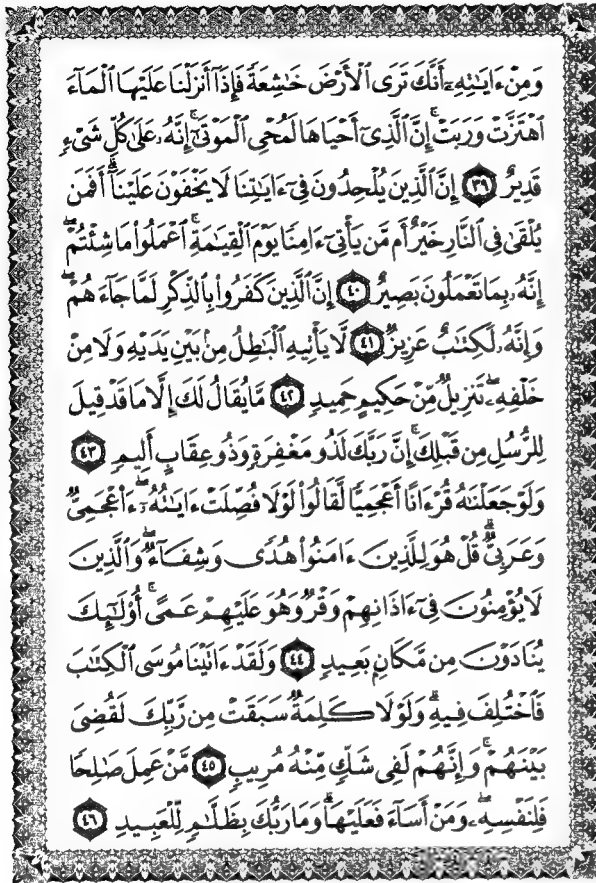 وَمِنْ ءَايَٰتِهِۦٓ أَنَّكَ تَرَى ٱلْأَرْضَ خَٰشِعَةً فَإِذَآ أَنزَلْنَا عَلَيْهَا ٱلْمَآءَ
ٱهْتَزَّتْ وَرَبَتْ ۚ إِنَّ ٱلَّذِىٓ أَحْيَاهَا لَمُحْىِ ٱلْمَوْتَىٰٓ ۚ إِنَّهُۥ عَلَىٰ كُلِّ شَىْءٍ
قَدِيرٌ ٣٩ إِنَّ ٱلَّذِينَ يُلْحِدُونَ فِىٓ ءَايَٰتِنَا لَا يَخْفَوْنَ عَلَيْنَآ ۗ أَفَمَن
يُلْقَىٰ فِى ٱلنَّارِ خَيْرٌ أَم مَّن يَأْتِىٓ ءَامِنًا يَوْمَ ٱلْقِيَٰمَةِ ۚ ٱعْمَلُوا۟ مَا شِئْتُمْ ۖ
إِنَّهُۥ بِمَا تَعْمَلُونَ بَصِيرٌ ٤٠ إِنَّ ٱلَّذِينَ كَفَرُوا۟ بِٱلذِّكْرِ لَمَّا جَآءَهُمْ ۖ
وَإِنَّهُۥ لَكِتَٰبٌ عَزِيزٌ ٤١ لَّا يَأْتِيهِ ٱلْبَٰطِلُ مِنۢ بَيْنِ يَدَيْهِ وَلَا مِنْ
خَلْفِهِۦ ۖ تَنزِيلٌ مِّنْ حَكِيمٍ حَمِيدٍ ٤٢ مَّا يُقَالُ لَكَ إِلَّا مَا قَدْ قِيلَ
لِلرُّسُلِ مِن قَبْلِكَ ۚ إِنَّ رَبَّكَ لَذُو مَغْفِرَةٍ وَذُو عِقَابٍ أَلِيمٍ ٤٣
وَلَوْ جَعَلْنَٰهُ قُرْءَانًا أَعْجَمِيًّا لَّقَالُوا۟ لَوْلَا فُصِّلَتْ ءَايَٰتُهُۥٓ ۖ ءَا۬عْجَمِىٌّ
وَعَرَبِىٌّ ۗ قُلْ هُوَ لِلَّذِينَ ءَامَنُوا۟ هُدًى وَشِفَآءٌ ۖ وَٱلَّذِينَ
لَا يُؤْمِنُونَ فِىٓ ءَاذَانِهِمْ وَقْرٌ وَهُوَ عَلَيْهِمْ عَمًى ۚ أُو۟لَٰٓئِكَ
يُنَادَوْنَ مِن مَّكَانٍۭ بَعِيدٍ ٤٤ وَلَقَدْ ءَاتَيْنَا مُوسَى ٱلْكِتَٰبَ
فَٱخْتُلِفَ فِيهِ ۗ وَلَوْلَا كَلِمَةٌ سَبَقَتْ مِن رَّبِّكَ لَقُضِىَ
بَيْنَهُمْ ۚ وَإِنَّهُمْ لَفِى شَكٍّ مِّنْهُ مُرِيبٍ ٤٥ مَّنْ عَمِلَ صَٰلِحًا
فَلِنَفْسِهِۦ ۖ وَمَنْ أَسَآءَ فَعَلَيْهَا ۗ وَمَا رَبُّكَ بِظَلَّٰمٍ لِّلْعَبِيدِ ٤٦